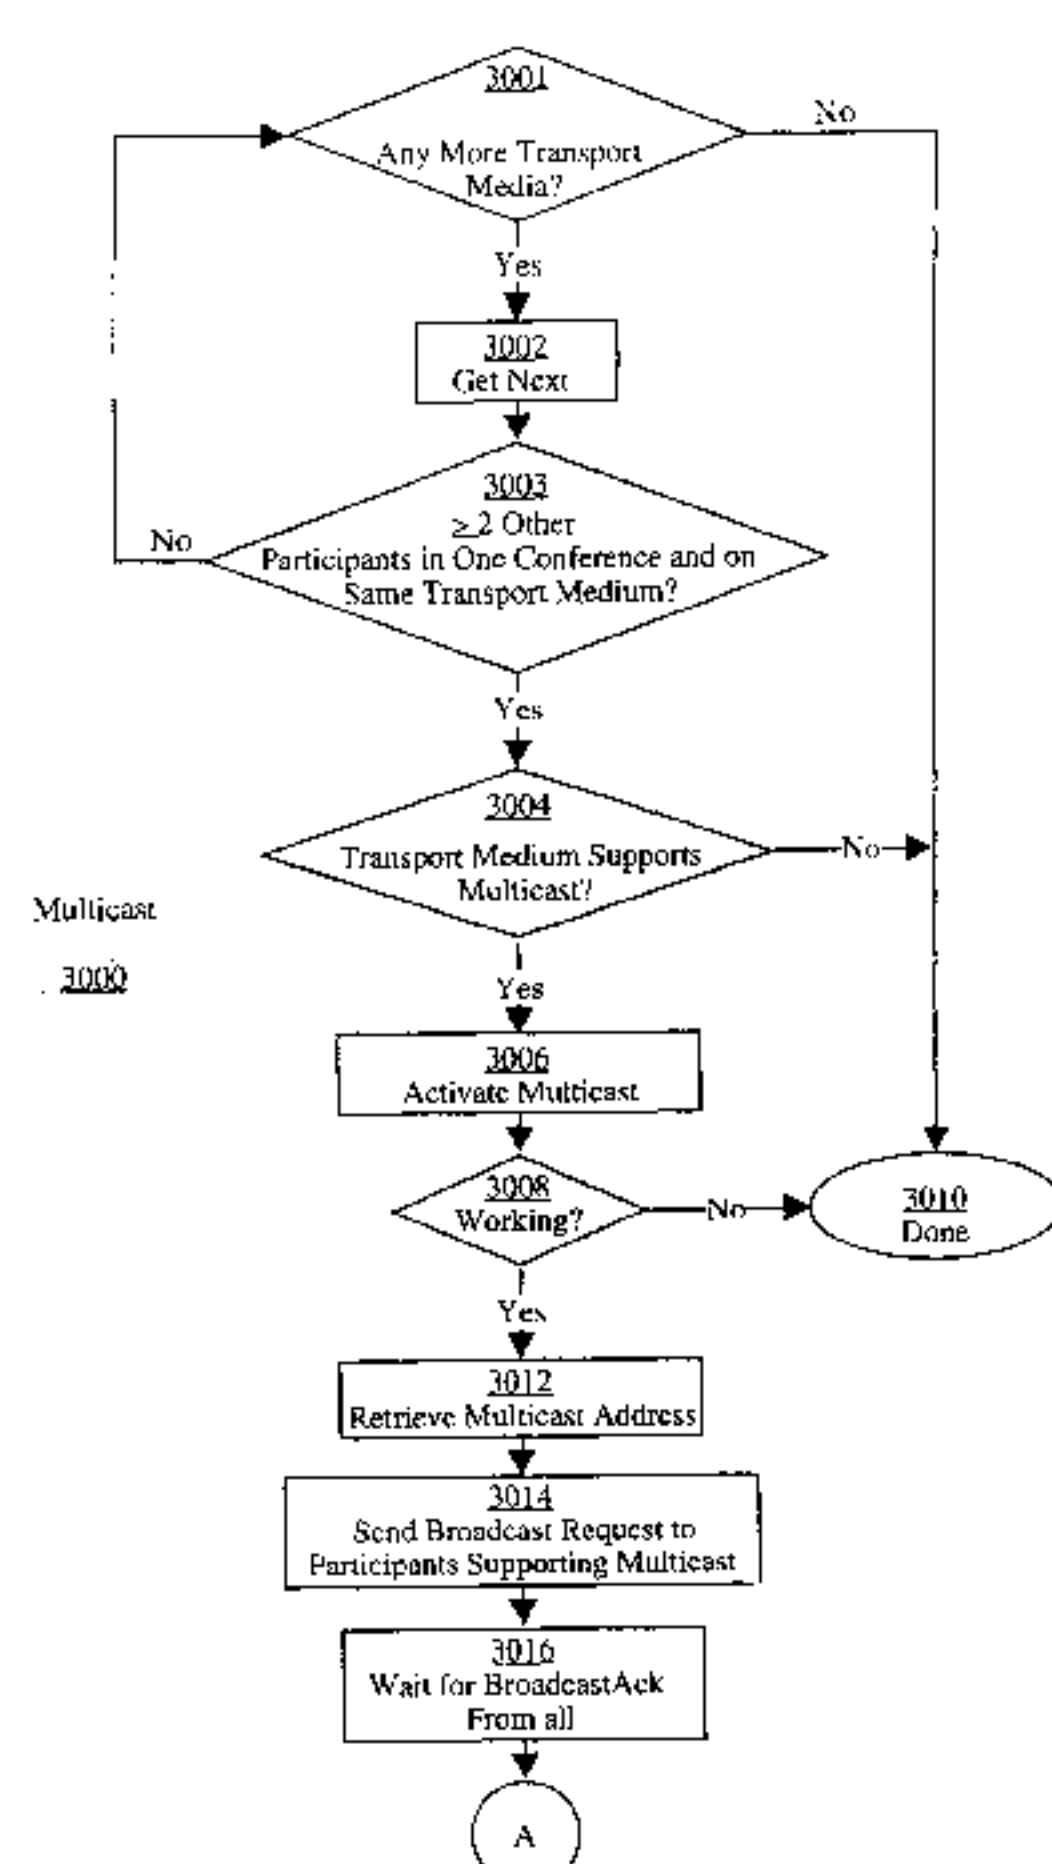 3001
No
Any More Transport
Media?
Yes
3002
Get Next
3003
≥ 2 Other
No
Participants in One Conference and on
Same Transport Medium?
Yes
3004
Transport Medium Supports
Multicast?
No
Multicast
3000
Yes
3006
Activate Multicast
3008
Working?
No
3010
Done
Yes
3012
Retrieve Multicast Address
3014
Send Broadcast Request to
Participants Supporting Multicast
3016
Wait for BroadcastAck
From all
A